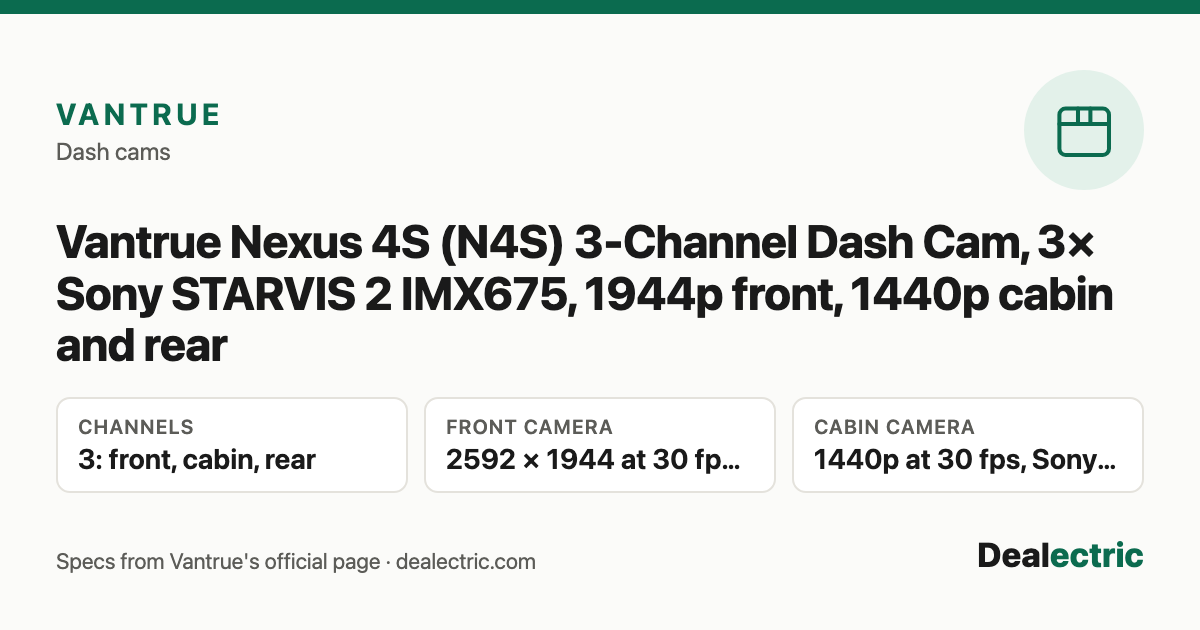 VANTRUE
Dash cams
Vantrue Nexus 4S (N4S) 3-Channel Dash Cam, 3×
Sony STARVIS 2 IMX675, 1944p front, 1440p cabin
and rear
CHANNELS
3: front, cabin, rear
FRONT CAMERA
2592 × 1944 at 30 fp…
CABIN CAMERA
1440p at 30 fps, Sony…
Specs from Vantrue's official page · dealectric.com
Dealectric